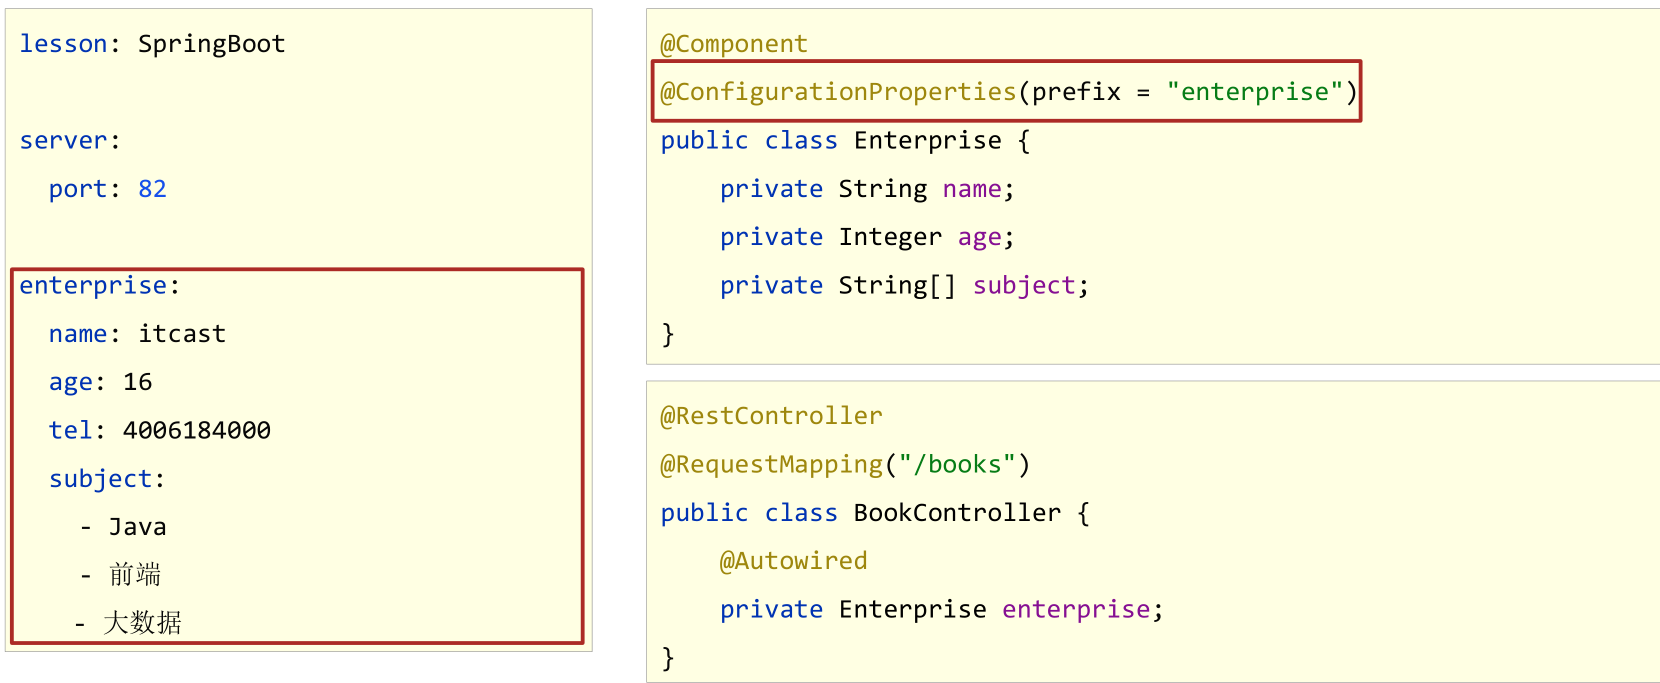 lesson: SpringBoot
server:
  port: 82
enterprise:
  name: itcast
  age: 16
  tel: 4006184000
  subject:
    - Java
    - 前端
    - 大数据
@Component
@ConfigurationProperties(prefix = "enterprise")
public class Enterprise {
    private String name;
    private Integer age;
    private String[] subject;
}
@RestController
@RequestMapping("/books")
public class BookController {
    @Autowired
    private Enterprise enterprise;
}